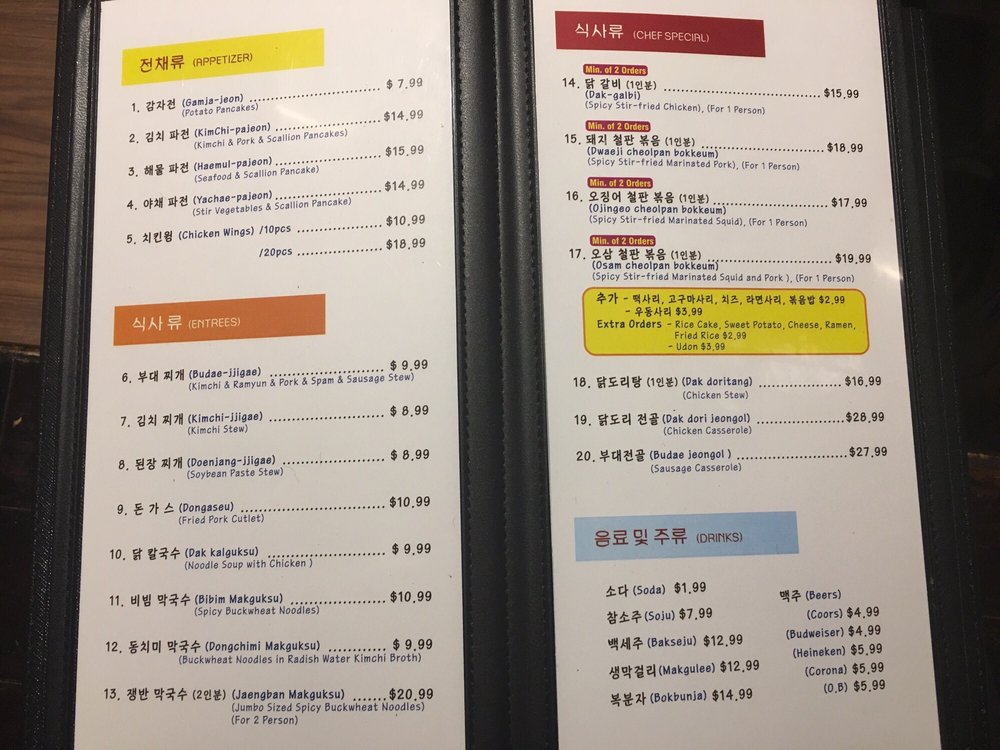 전채류 (APPETIZER)
1. 감자전 (Gamja-jeon) $ 7.99
(Potato Pancakes)
2. 김치 파전 (KimChi-pajeon) $14.99
(Kimchi & Pork & Scallion Pancakes)
3. 해물 파전 (Haemul-pajeon) $15.99
(Seafood & Scallion Pancake)
4. 야채 파전 (Yachae-pajeon) $14.99
(Stir Vegetables & Scallion Pancake)
5. 치킨윙 (Chicken Wings) /10pcs $10.99
/20pcs $18.99
식사류 (ENTREES)
6. 부대 찌개 (Budae-jjigae) $ 9.99
(Kimchi & Ramyun & Pork & Spam & Sausage Stew)
7. 김치 찌개 (Kimchi-jjigae) $ 8.99
(Kimchi Stew)
8. 된장 찌개 (Doenjang-jjigae) $ 8.99
(Soybean Paste Stew)
9. 돈 가 스 (Dongaseu) $10.99
(Fried Pork Cutlet)
10. 닭 칼국수 (Dak kalguksu) $ 9.99
(Noodle Soup with Chicken )
11. 비빔 막국수 (Bibim Makguksu) $10.99
(Spicy Buckwheat Noodles)
12. 동치미 막국수 (Dongchimi Makguksu) $ 9.99
(Buckwheat Noodles in Radish Water Kimchi Broth)
13. 쟁반 막국수 (2인분) (Jaengban Makguksu) $20.99
(Jumbo Sized Spicy Buckwheat Noodles)
(For 2 Person)
식사류 (CHEF SPECIAL)
Min. of 2 Orders
14. 닭 갈비 (1인분) $15.99
(Dak-galbi)
(Spicy Stir-fried Chicken), (For 1 Person)
Min. of 2 Orders
15. 돼지 철판 볶음 (1인분) $18.99
(Dwaeji cheolpan bokkeum)
(Spicy Stir-fried Marinated Pork), (For 1 Person)
Min. of 2 Orders
16. 오징어 철판 볶음 (1인분) $17.99
(Ojingeo cheolpan bokkeum)
(Spicy Stir-fried Marinated Squid), (For 1 Person)
Min. of 2 Orders
17. 오삼 철판 볶음 (1인분) $19.99
(Osam cheolpan bokkeum)
(Spicy Stir-fried Marinated Squid and Pork ), (For 1 Person)
추가 - 떡사리, 고구마사리, 치즈, 라면사리, 볶음밥 $2.99
- 우동사리 $3.99
Extra Orders - Rice Cake, Sweet Potato, Cheese, Ramen,
Fried Rice $2.99
- Udon $3.99
18. 닭도리탕 (1인분) (Dak doritang) $16.99
(Chicken Stew)
19. 닭도리 전골 (Dak dori jeongol) $28.99
(Chicken Casserole)
20. 부대전골 (Budae jeongol ) $27.99
(Sausage Casserole)
음료 및 주류 (DRINKS)
소다 (Soda) $1.99
참소주 (Soju) $7.99
백세주 (Bakseju) $12.99
생막걸리 (Makgulee) $12.99
복분자 (Bokbunja) $14.99
맥주 (Beers)
(Coors) $4.99
(Budweiser) $4.99
(Heineken) $5.99
(Corona) $5.99
(O.B) $5.99